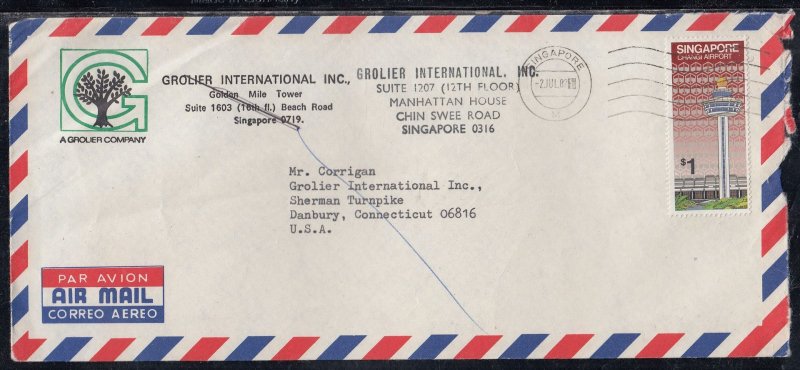 G
A GROLIER COMPANY
GROLIER INTERNATIONAL INC.,
Golden Mile Tower
Suite 1603 (16th fl.) Beach Road
Singapore 0719.
GROLIER INTERNATIONAL, INC.
SUITE 1207 (12TH FLOOR)
MANHATTAN HOUSE
CHIN SWEE ROAD
SINGAPORE 0316
SINGAPORE
-2JUL
SINGAPORE
CHANGI AIRPORT
$1
Mr. Corrigan
Grolier International Inc.,
Sherman Turnpike
Danbury, Connecticut 06816
U.S.A.
PAR AVION
AIR MAIL
CORREO AEREO